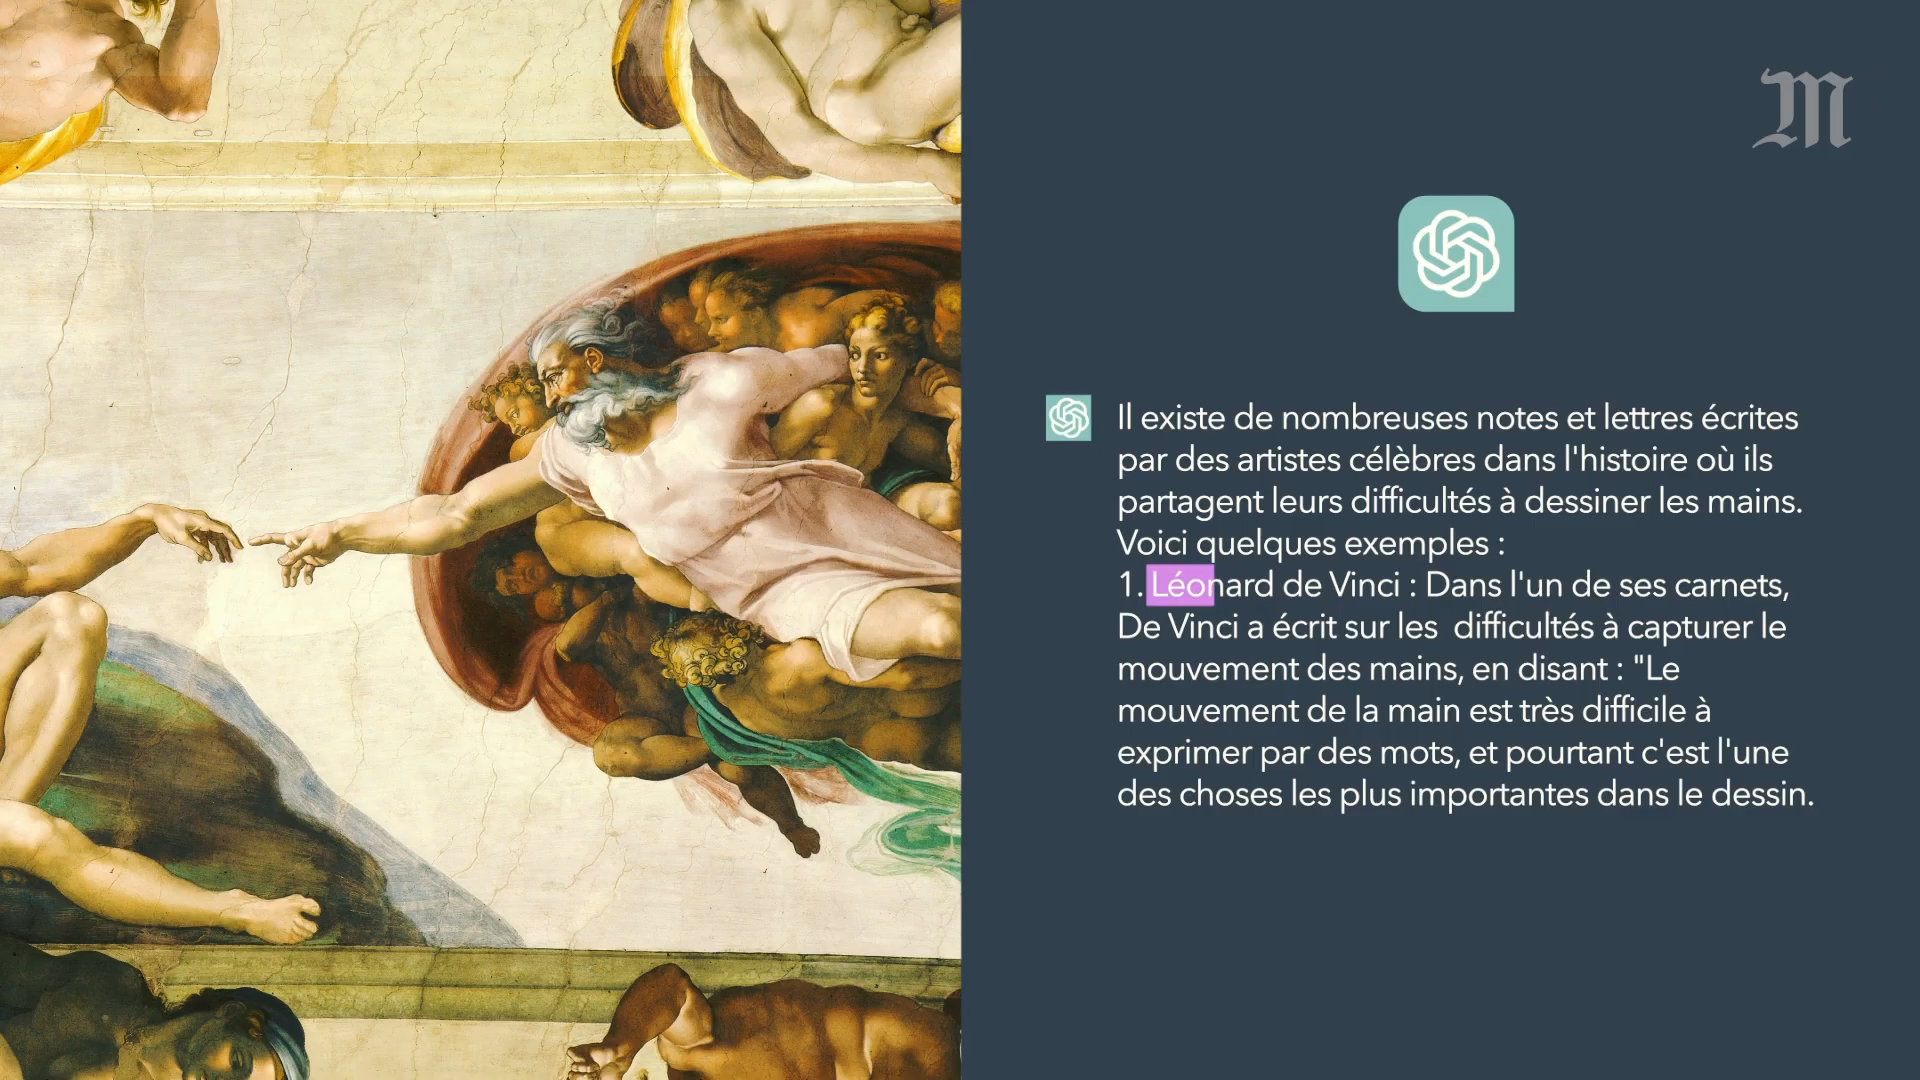 M
Il existe de nombreuses notes et lettres écrites
par des artistes célèbres dans l'histoire où ils
partagent leurs difficultés à dessiner les mains.
Voici quelques exemples :
1. Léonard de Vinci : Dans l'un de ses carnets,
De Vinci a écrit sur les  difficultés à capturer le
mouvement des mains, en disant : "Le
mouvement de la main est très difficile à
exprimer par des mots, et pourtant c'est l'une
des choses les plus importantes dans le dessin.